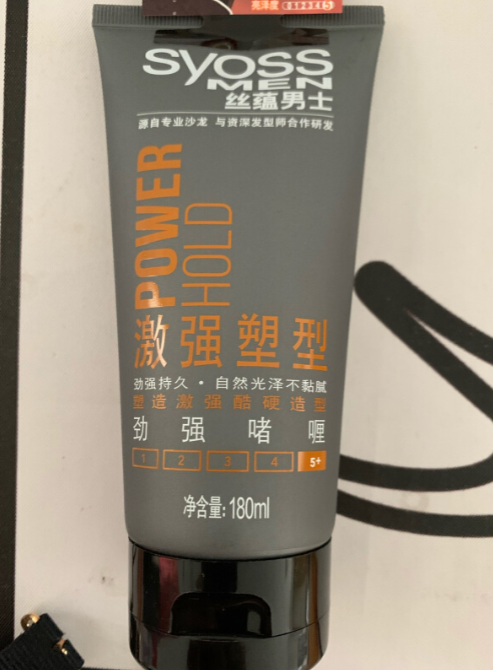 亮泽度
syoss
MEN
丝蕴男士
源自专业沙龙 与资深发型师合作研发
POWER
HOLD
激强塑型
劲强持久・自然光泽不黏腻
塑造激强酷硬造型
劲强啫喱
1 2 3 4 5+
净含量:180ml